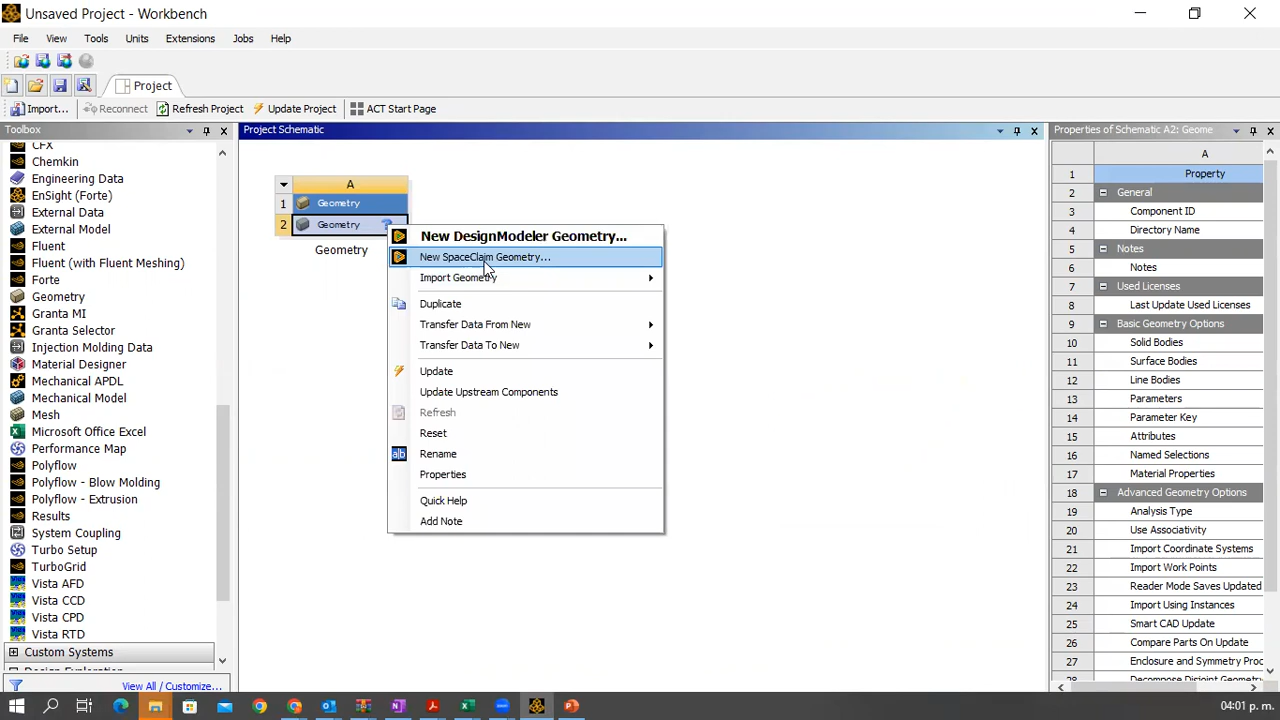 Unsaved Project - Workbench
File View Tools Units Extensions Jobs Help
Project
Import... Reconnect Refresh Project Update Project ACT Start Page
Toolbox
CFX
Chemkin
Engineering Data
EnSight (Forte)
External Data
External Model
Fluent
Fluent (with Fluent Meshing)
Forte
Geometry
Granta MI
Granta Selector
Injection Molding Data
Material Designer
Mechanical APDL
Mechanical Model
Mesh
Microsoft Office Excel
Performance Map
Polyflow
Polyflow - Blow Molding
Polyflow - Extrusion
Results
System Coupling
Turbo Setup
TurboGrid
Vista AFD
Vista CCD
Vista CPD
Vista RTD
Custom Systems
Design Exploration
View All / Customize...
Project Schematic
A
1 Geometry
2 Geometry ?
Geometry
New DesignModeler Geometry...
New SpaceClaim Geometry...
Import Geometry
Duplicate
Transfer Data From New
Transfer Data To New
Update
Update Upstream Components
Refresh
Reset
a|b Rename
Properties
Quick Help
Add Note
Properties of Schematic A2: Geome
A
1 Property
2 General
3 Component ID
4 Directory Name
5 Notes
6 Notes
7 Used Licenses
8 Last Update Used Licenses
9 Basic Geometry Options
10 Solid Bodies
11 Surface Bodies
12 Line Bodies
13 Parameters
14 Parameter Key
15 Attributes
16 Named Selections
17 Material Properties
18 Advanced Geometry Options
19 Analysis Type
20 Use Associativity
21 Import Coordinate Systems
22 Import Work Points
23 Reader Mode Saves Updated
24 Import Using Instances
25 Smart CAD Update
26 Compare Parts On Update
27 Enclosure and Symmetry Proc
28 Decompose Disjoint Geometry
04:01 p. m.